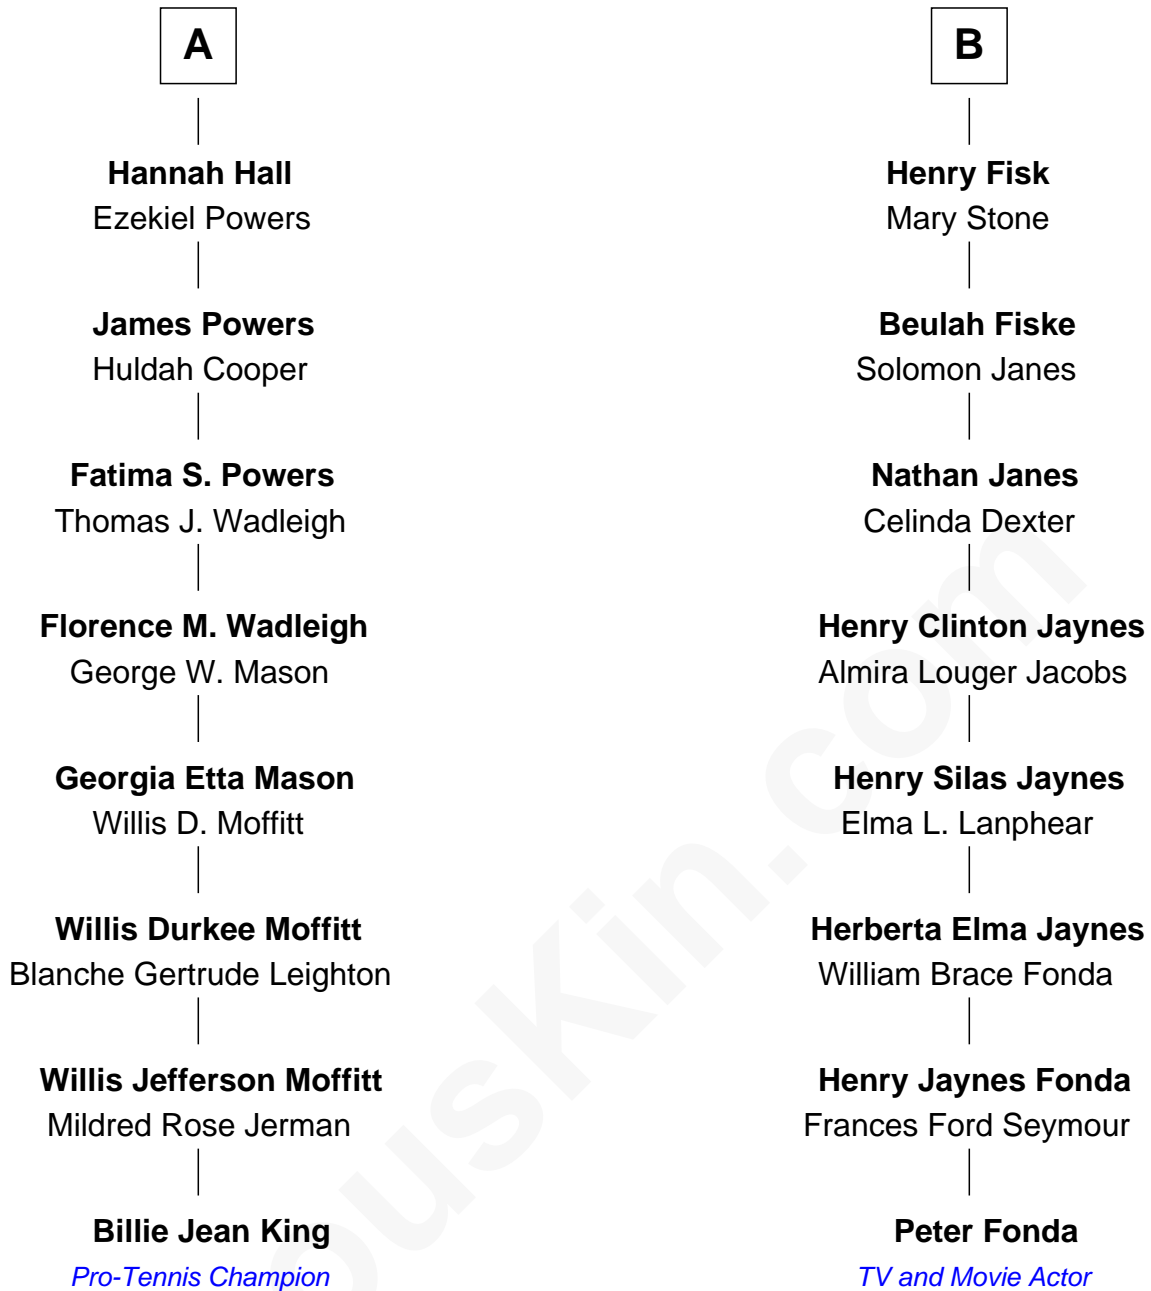 A
Hannah Hall
Ezekiel Powers
James Powers
Huldah Cooper
Fatima S. Powers
Thomas J. Wadleigh
Florence M. Wadleigh
George W. Mason
Georgia Etta Mason
Willis D. Moffitt
Willis Durkee Moffitt
Blanche Gertrude Leighton
Willis Jefferson Moffitt
Mildred Rose Jerman
Billie Jean King
Pro-Tennis Champion
B
Henry Fisk
Mary Stone
Beulah Fiske
Solomon Janes
Nathan Janes
Celinda Dexter
Henry Clinton Jaynes
Almira Louger Jacobs
Henry Silas Jaynes
Elma L. Lanphear
Herberta Elma Jaynes
William Brace Fonda
Henry Jaynes Fonda
Frances Ford Seymour
Peter Fonda
TV and Movie Actor
ousKin.com